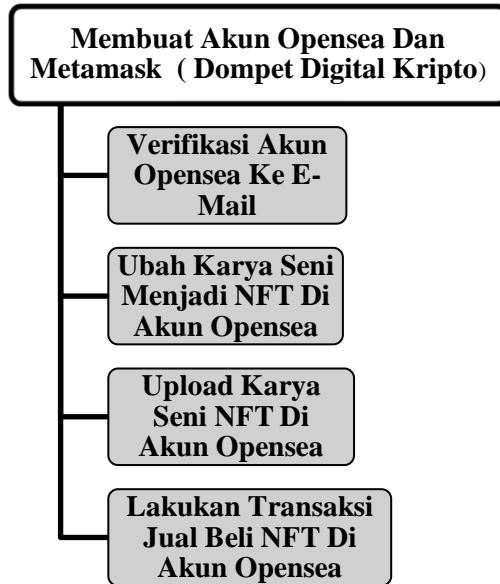 Membuat Akun Opensea Dan
Metamask ( Dompet Digital Kripto)
Verifikasi Akun
Opensea Ke E-
Mail
Ubah Karya Seni
Menjadi NFT Di
Akun Opensea
Upload Karya
Seni NFT Di
Akun Opensea
Lakukan Transaksi
Jual Beli NFT Di
Akun Opensea